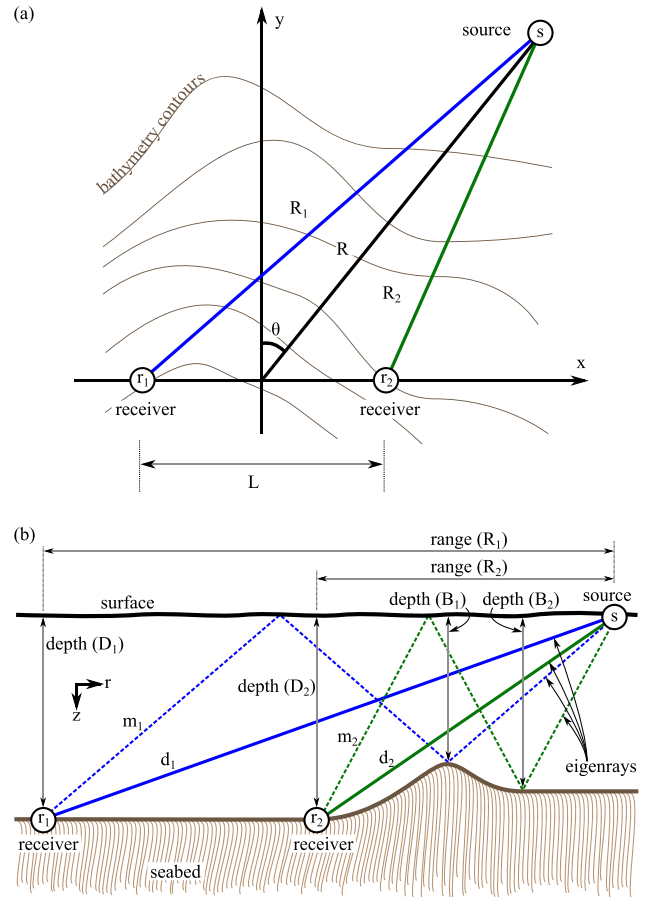 (a)
y
source
s
bathymetry contours
R₁
R
R₂
θ
x
r₁
r₂
receiver
receiver
L
(b)
range (R₁)
range (R₂)
source
surface
depth (B₁)
depth (B₂)
s
depth (D₁)
r
depth (D₂)
z
m₁
m₂
d₁
d₂
eigenrays
r₁
r₂
receiver
receiver
seabed